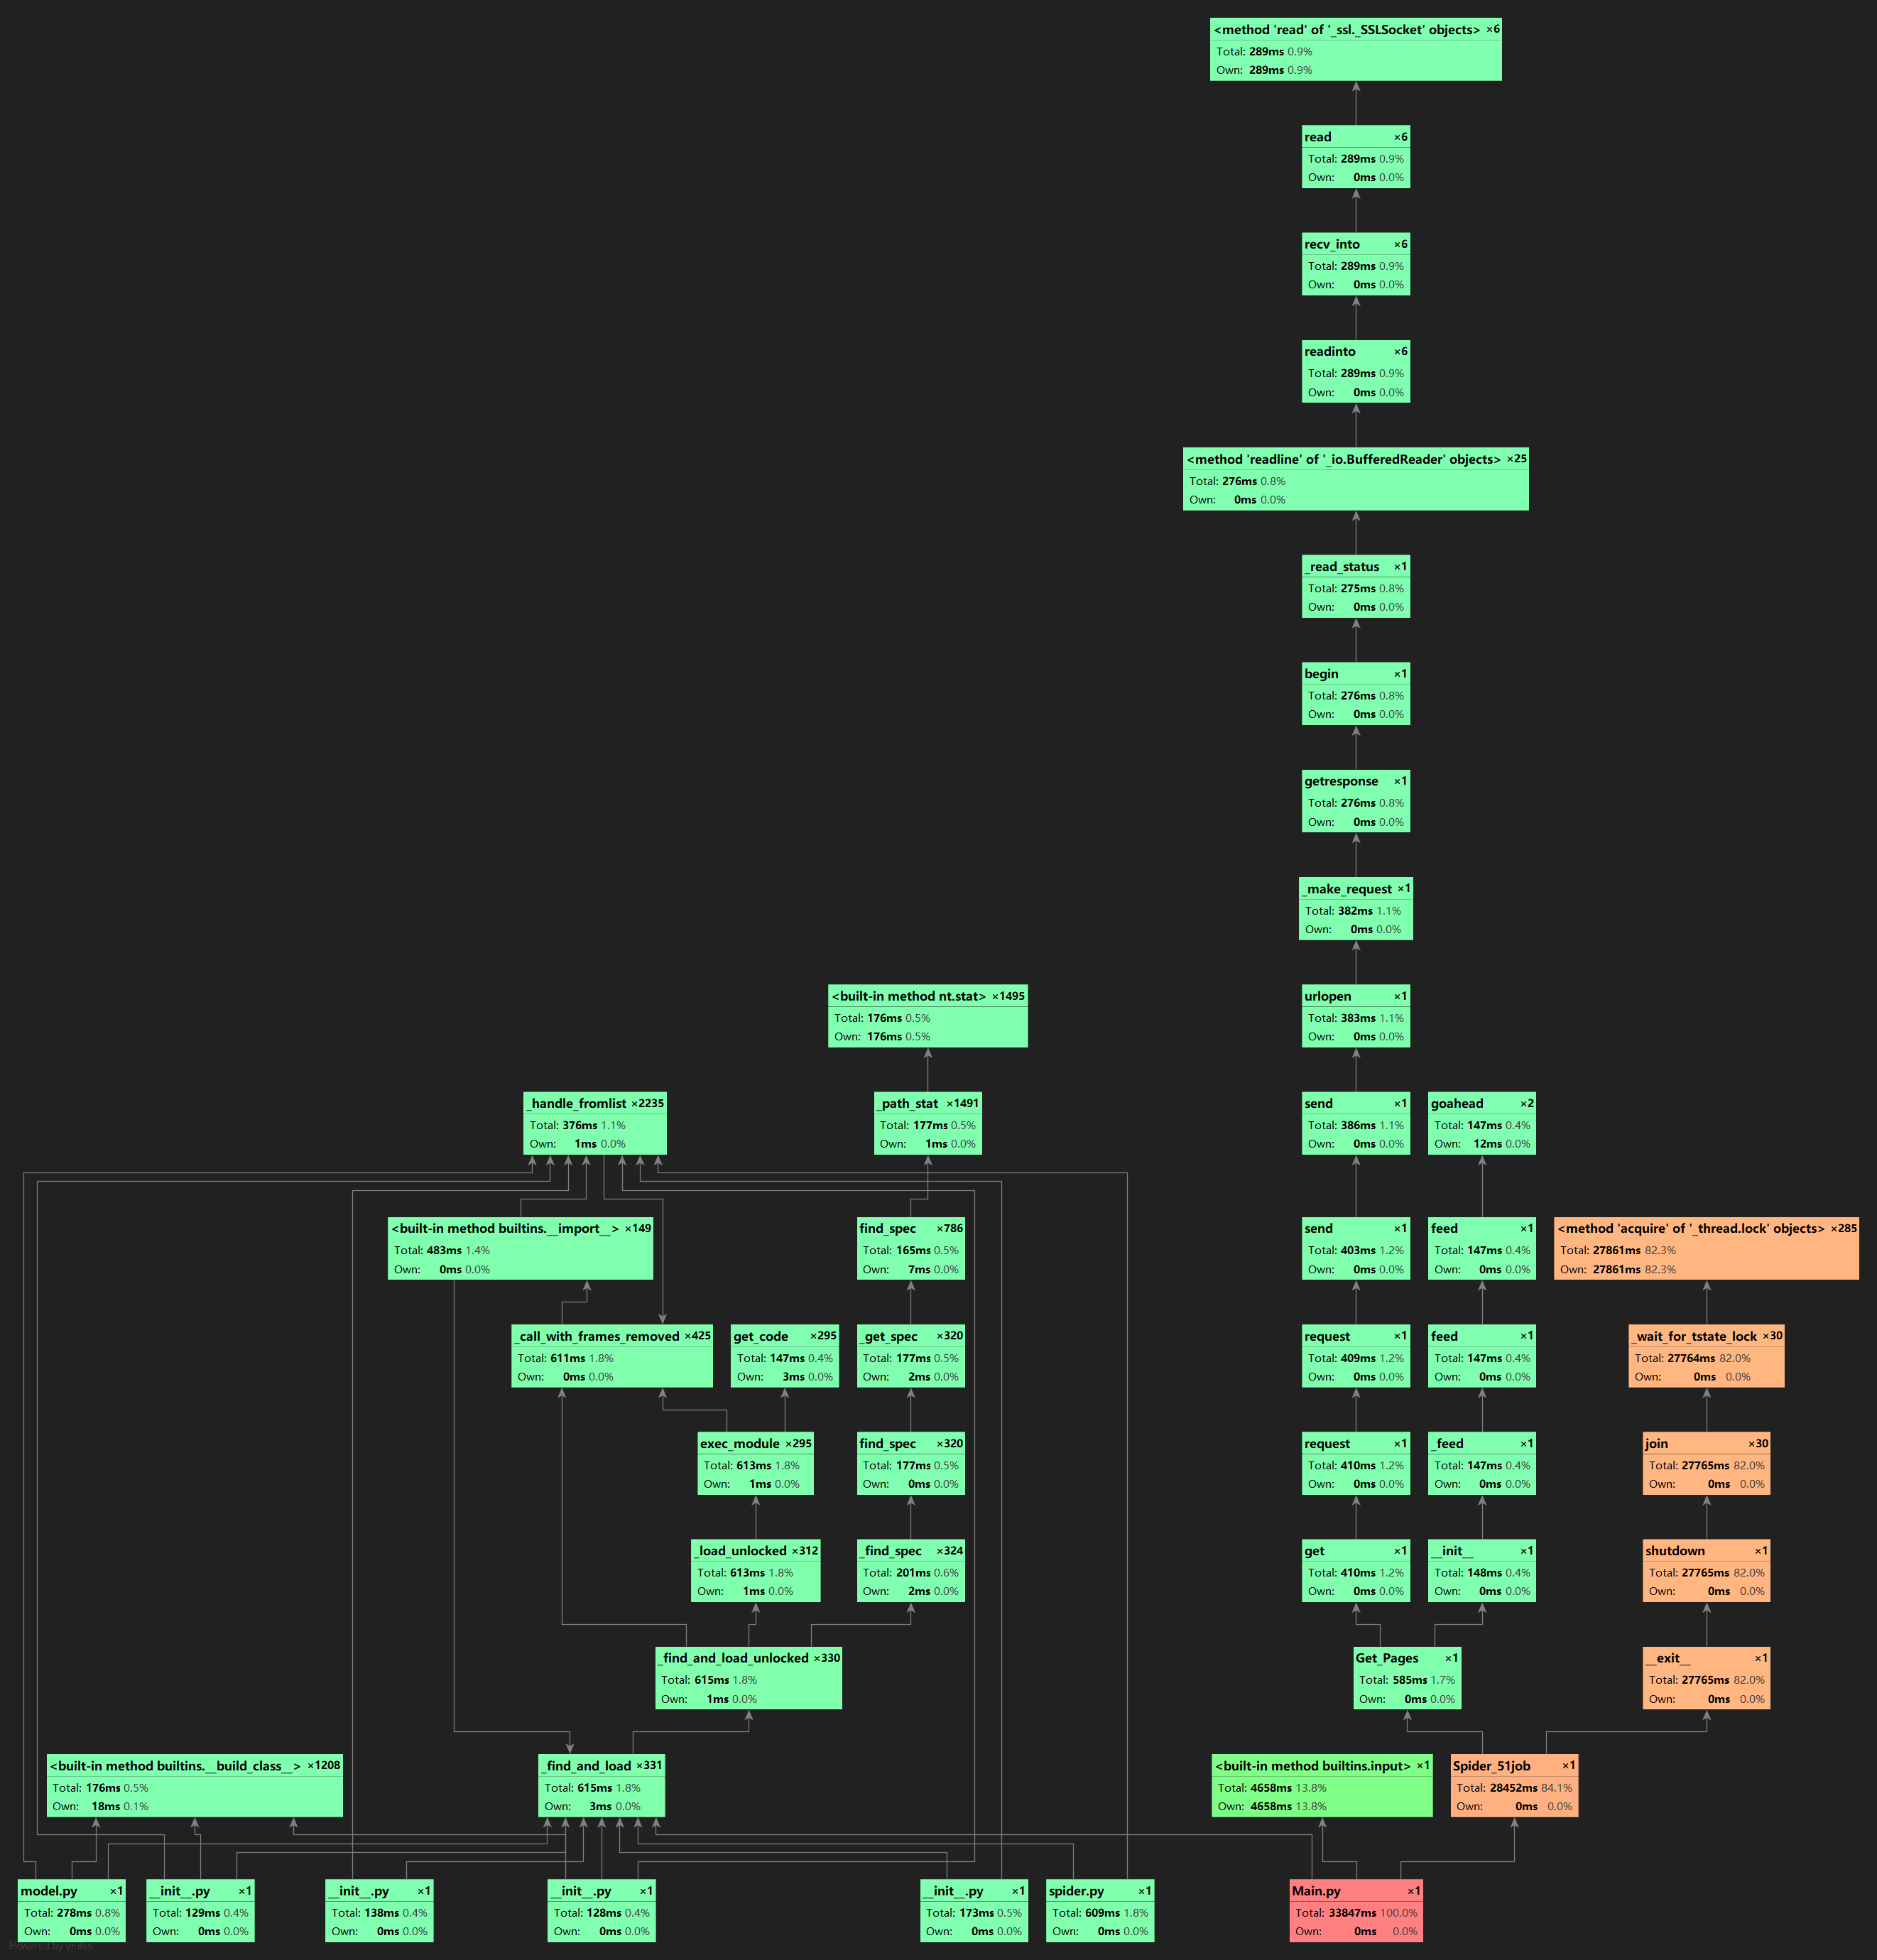 <method 'read' of '_ssl._SSLSocket' objects> ×6
Total: 289ms 0.9%
Own: 289ms 0.9%
read ×6
Total: 289ms 0.9%
Own: 0ms 0.0%
recv_into ×6
Total: 289ms 0.9%
Own: 0ms 0.0%
readinto ×6
Total: 289ms 0.9%
Own: 0ms 0.0%
<method 'readline' of '_io.BufferedReader' objects> ×25
Total: 276ms 0.8%
Own: 0ms 0.0%
_read_status ×1
Total: 275ms 0.8%
Own: 0ms 0.0%
begin ×1
Total: 276ms 0.8%
Own: 0ms 0.0%
getresponse ×1
Total: 276ms 0.8%
Own: 0ms 0.0%
_make_request ×1
Total: 382ms 1.1%
Own: 0ms 0.0%
<built-in method nt.stat> ×1495
Total: 176ms 0.5%
Own: 176ms 0.5%
urlopen ×1
Total: 383ms 1.1%
Own: 0ms 0.0%
_handle_fromlist ×2235
Total: 376ms 1.1%
Own: 1ms 0.0%
_path_stat ×1491
Total: 177ms 0.5%
Own: 1ms 0.0%
send ×1
Total: 386ms 1.1%
Own: 0ms 0.0%
goahead ×2
Total: 147ms 0.4%
Own: 12ms 0.0%
<built-in method builtins.__import__> ×149
Total: 483ms 1.4%
Own: 0ms 0.0%
find_spec ×786
Total: 165ms 0.5%
Own: 7ms 0.0%
send ×1
Total: 403ms 1.2%
Own: 0ms 0.0%
feed ×1
Total: 147ms 0.4%
Own: 0ms 0.0%
<method 'acquire' of '_thread.lock' objects> ×285
Total: 27861ms 82.3%
Own: 27861ms 82.3%
_call_with_frames_removed ×425
Total: 611ms 1.8%
Own: 0ms 0.0%
get_code ×295
Total: 147ms 0.4%
Own: 3ms 0.0%
_get_spec ×320
Total: 177ms 0.5%
Own: 2ms 0.0%
request ×1
Total: 409ms 1.2%
Own: 0ms 0.0%
feed ×1
Total: 147ms 0.4%
Own: 0ms 0.0%
_wait_for_tstate_lock ×30
Total: 27764ms 82.0%
Own: 0ms 0.0%
exec_module ×295
Total: 613ms 1.8%
Own: 1ms 0.0%
find_spec ×320
Total: 177ms 0.5%
Own: 0ms 0.0%
request ×1
Total: 410ms 1.2%
Own: 0ms 0.0%
_feed ×1
Total: 147ms 0.4%
Own: 0ms 0.0%
join ×30
Total: 27765ms 82.0%
Own: 0ms 0.0%
_load_unlocked ×312
Total: 613ms 1.8%
Own: 1ms 0.0%
_find_spec ×324
Total: 201ms 0.6%
Own: 2ms 0.0%
get ×1
Total: 410ms 1.2%
Own: 0ms 0.0%
__init__ ×1
Total: 148ms 0.4%
Own: 0ms 0.0%
shutdown ×1
Total: 27765ms 82.0%
Own: 0ms 0.0%
_find_and_load_unlocked ×330
Total: 615ms 1.8%
Own: 1ms 0.0%
Get_Pages ×1
Total: 585ms 1.7%
Own: 0ms 0.0%
__exit__ ×1
Total: 27765ms 82.0%
Own: 0ms 0.0%
<built-in method builtins.__build_class__> ×1208
Total: 176ms 0.5%
Own: 18ms 0.1%
_find_and_load ×331
Total: 615ms 1.8%
Own: 3ms 0.0%
<built-in method builtins.input> ×1
Total: 4658ms 13.8%
Own: 4658ms 13.8%
Spider_51job ×1
Total: 28452ms 84.1%
Own: 0ms 0.0%
model.py ×1
Total: 278ms 0.8%
Own: 0ms 0.0%
__init__.py ×1
Total: 129ms 0.4%
Own: 0ms 0.0%
__init__.py ×1
Total: 138ms 0.4%
Own: 0ms 0.0%
__init__.py ×1
Total: 128ms 0.4%
Own: 0ms 0.0%
__init__.py ×1
Total: 173ms 0.5%
Own: 0ms 0.0%
spider.py ×1
Total: 609ms 1.8%
Own: 0ms 0.0%
Main.py ×1
Total: 33847ms 100.0%
Own: 0ms 0.0%
Powered by yFiles